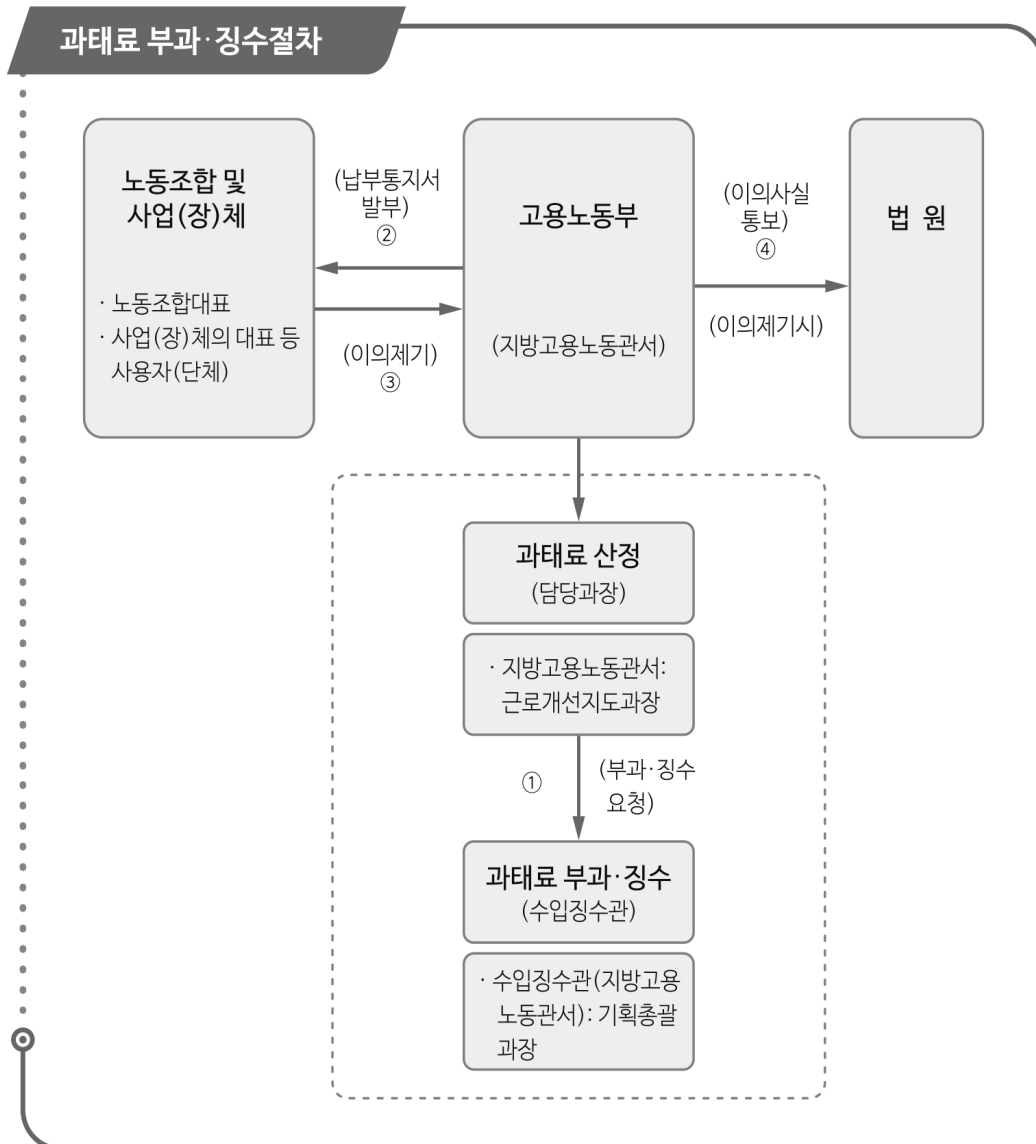 과태료 부과·징수절차
노동조합 및
사업(장)체
· 노동조합대표
· 사업(장)체의 대표 등
사용자(단체)
(납부통지서
발부)
②
(이의제기)
③
고용노동부
(지방고용노동관서)
(이의사실
통보)
④
(이의제기시)
법 원
과태료 산정
(담당과장)
· 지방고용노동관서:
근로개선지도과장
①
(부과·징수
요청)
과태료 부과·징수
(수입징수관)
· 수입징수관(지방고용
노동관서): 기획총괄
과장